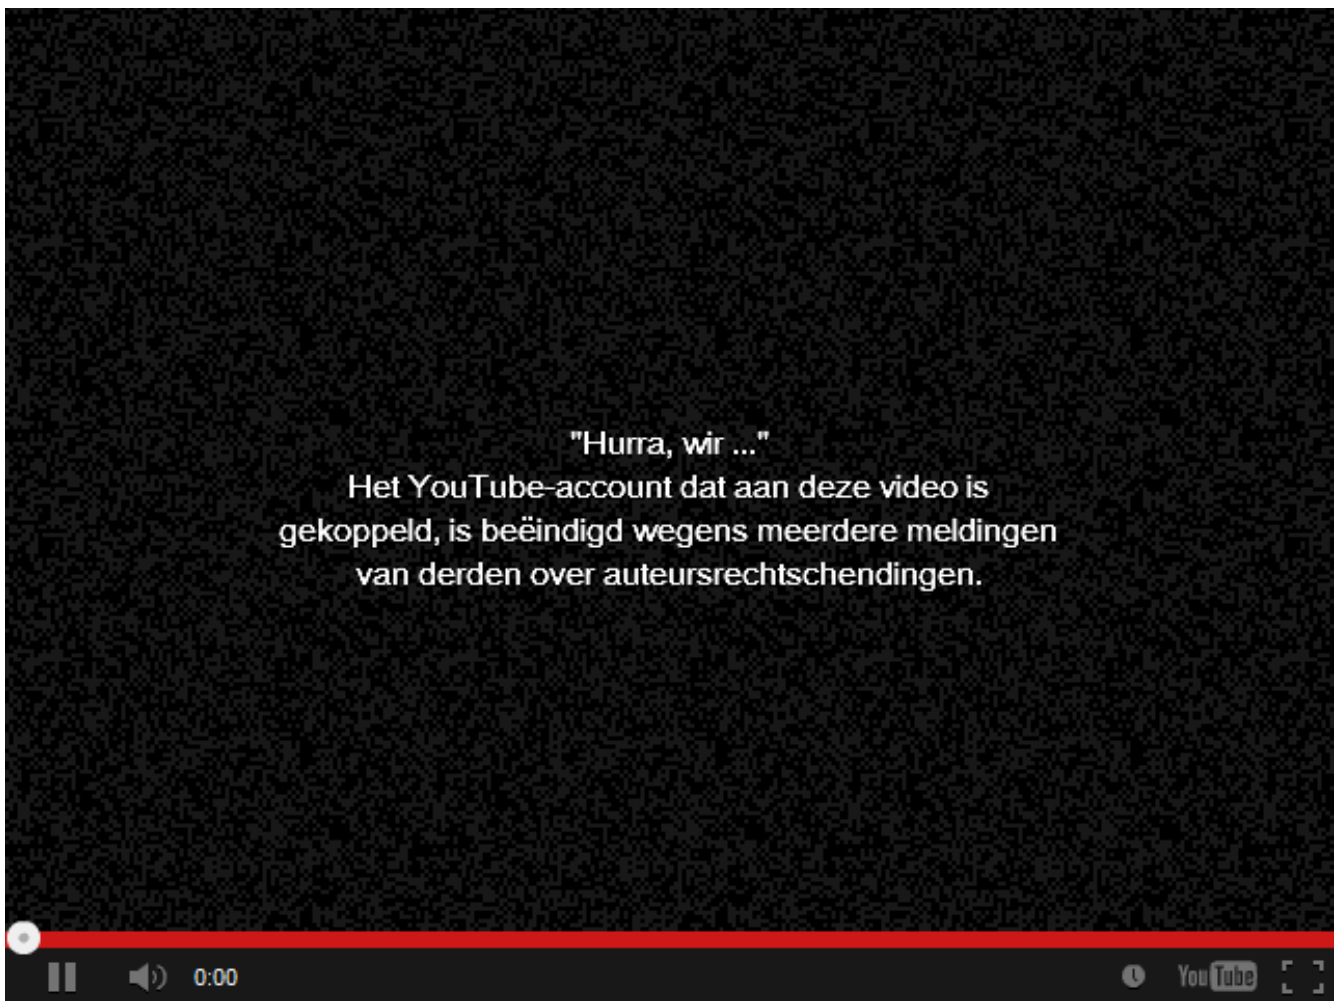 "Hurra, wir ..."
Het YouTube-account dat aan deze video is
gekoppeld, is beëindigd wegens meerdere meldingen
van derden over auteursrechtschendingen.
0:00 YouTube